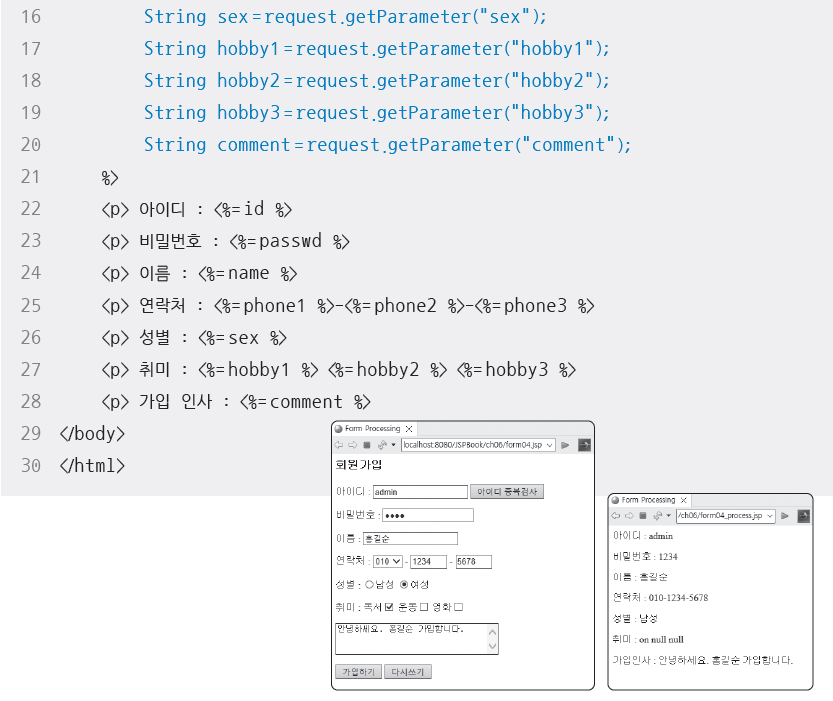 16 String sex=request.getParameter("sex");
17 String hobby1=request.getParameter("hobby1");
18 String hobby2=request.getParameter("hobby2");
19 String hobby3=request.getParameter("hobby3");
20 String comment=request.getParameter("comment");
21 %>
22 <p> 아이디 : <%=id %>
23 <p> 비밀번호 : <%=passwd %>
24 <p> 이름 : <%=name %>
25 <p> 연락처 : <%=phone1 %>-<%=phone2 %>-<%=phone3 %>
26 <p> 성별 : <%=sex %>
27 <p> 취미 : <%=hobby1 %> <%=hobby2 %> <%=hobby3 %>
28 <p> 가입 인사 : <%=comment %>
29 </body>
30 </html>
Form Processing
localhost:8080/JSPBook/ch06/form04.jsp
회원가입
아이디 : admin 아이디 중복검사
비밀번호 : ●●●●
이름 : 홍길순
연락처 : 010 - 1234 - 5678
성별 : 남성 여성
취미 : 독서 운동 영화
안녕하세요. 홍길순 가입합니다.
가입하기 다시쓰기
Form Processing
/ch06/form04_process.jsp
아이디 : admin
비밀번호 : 1234
이름 : 홍길순
연락처 : 010-1234-5678
성별 : 남성
취미 : on null null
가입인사 : 안녕하세요. 홍길순 가입합니다.